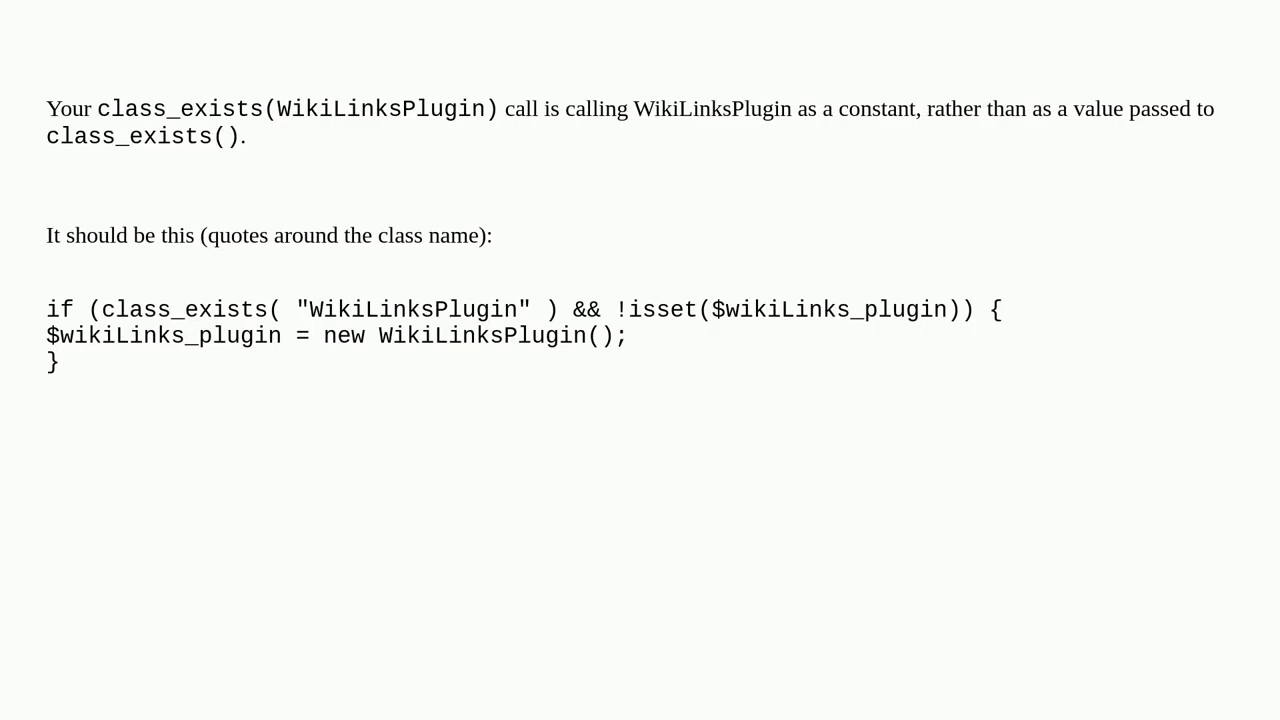 Your class_exists(WikiLinksPlugin) call is calling WikiLinksPlugin as a constant, rather than as a value passed to
class_exists().
It should be this (quotes around the class name):
if (class_exists( "WikiLinksPlugin" ) && !isset($wikiLinks_plugin)) {
$wikiLinks_plugin = new WikiLinksPlugin();
}